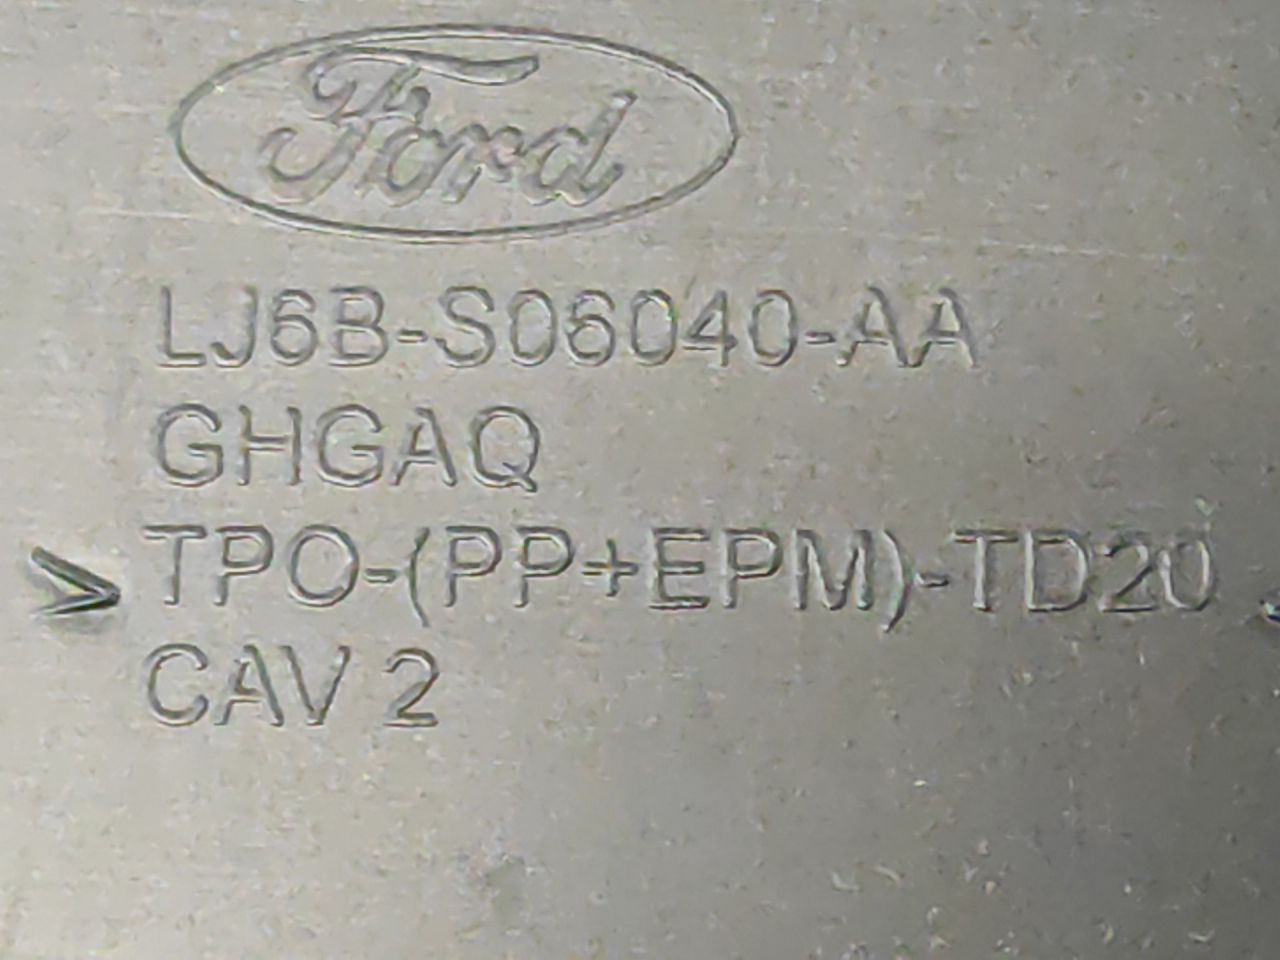 Ford
LJ6B-S06040-AA
GHGAQ
>TPO-(PP+EPM)-TD20
CAV 2